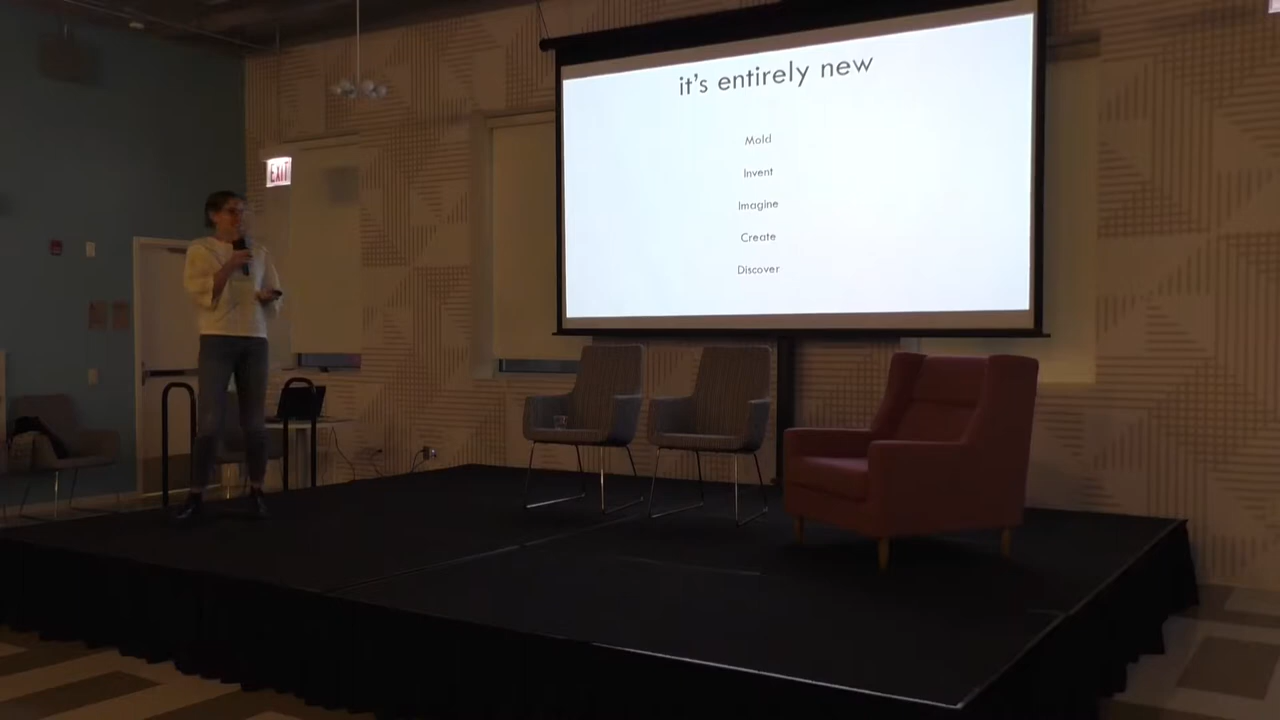 it's entirely new
Mold
Invent
Imagine
Create
Discover
EXIT